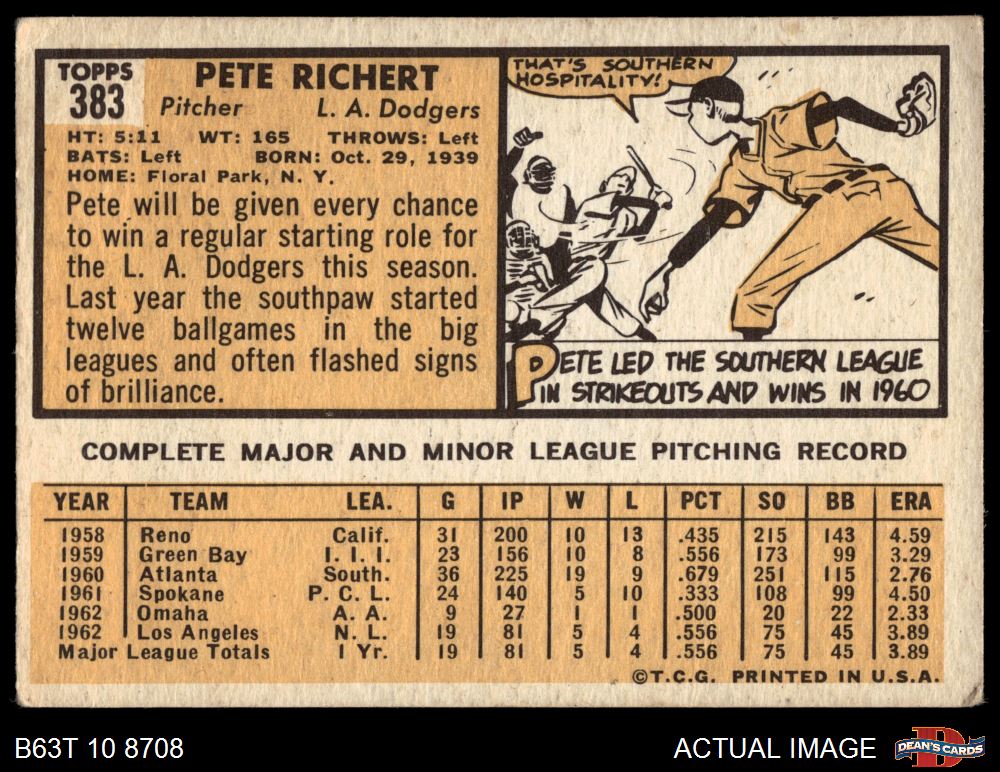 TOPPS
383
PETE RICHERT
Pitcher L. A. Dodgers
HT: 5:11 WT: 165 THROWS: Left
BATS: Left BORN: Oct. 29, 1939
HOME: Floral Park, N. Y.
Pete will be given every chance
to win a regular starting role for
the L. A. Dodgers this season.
Last year the southpaw started
twelve ballgames in the big
leagues and often flashed signs
of brilliance.
THAT'S SOUTHERN
HOSPITALITY!
PETE LED THE SOUTHERN LEAGUE
IN STRIKEOUTS AND WINS IN 1960
COMPLETE MAJOR AND MINOR LEAGUE PITCHING RECORD
YEAR TEAM LEA. G IP W L PCT SO BB ERA
1958 Reno Calif. 31 200 10 13 .435 215 143 4.59
1959 Green Bay I. I. I. 23 156 10 8 .556 173 99 3.29
1960 Atlanta South. 36 225 19 9 .679 251 115 2.76
1961 Spokane P. C. L. 24 140 5 10 .333 108 99 4.50
1962 Omaha A. A. 9 27 1 1 .500 20 22 2.33
1962 Los Angeles N. L. 19 81 5 4 .556 75 45 3.89
Major League Totals 1 Yr. 19 81 5 4 .556 75 45 3.89
©T.C.G. PRINTED IN U.S.A.
B63T 10 8708
ACTUAL IMAGE
DEAN'S CARDS